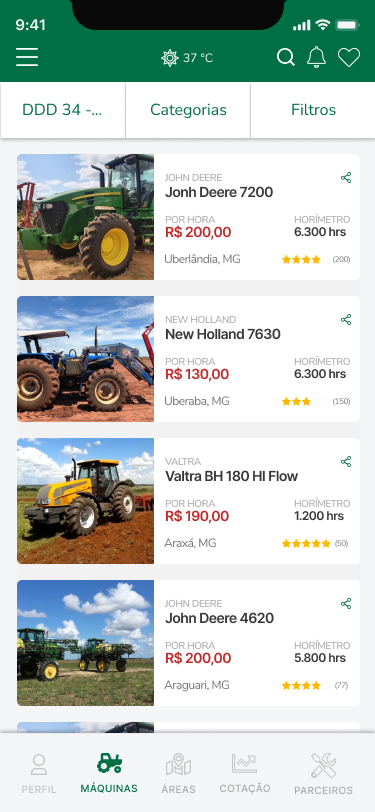 9:41
37 °C
DDD 34 -...
Categorias
Filtros
JOHN DEERE
Jonh Deere 7200
POR HORA
HORÍMETRO
R$ 200,00
6.300 hrs
Uberlândia, MG
(200)
NEW HOLLAND
New Holland 7630
POR HORA
HORÍMETRO
R$ 130,00
6.300 hrs
Uberaba, MG
(150)
VALTRA
Valtra BH 180 HI Flow
POR HORA
HORÍMETRO
R$ 190,00
1.200 hrs
Araxá, MG
(50)
JOHN DEERE
John Deere 4620
POR HORA
HORÍMETRO
R$ 200,00
5.800 hrs
Araguari, MG
(77)
PERFIL
MÁQUINAS
ÁREAS
COTAÇÃO
PARCEIROS